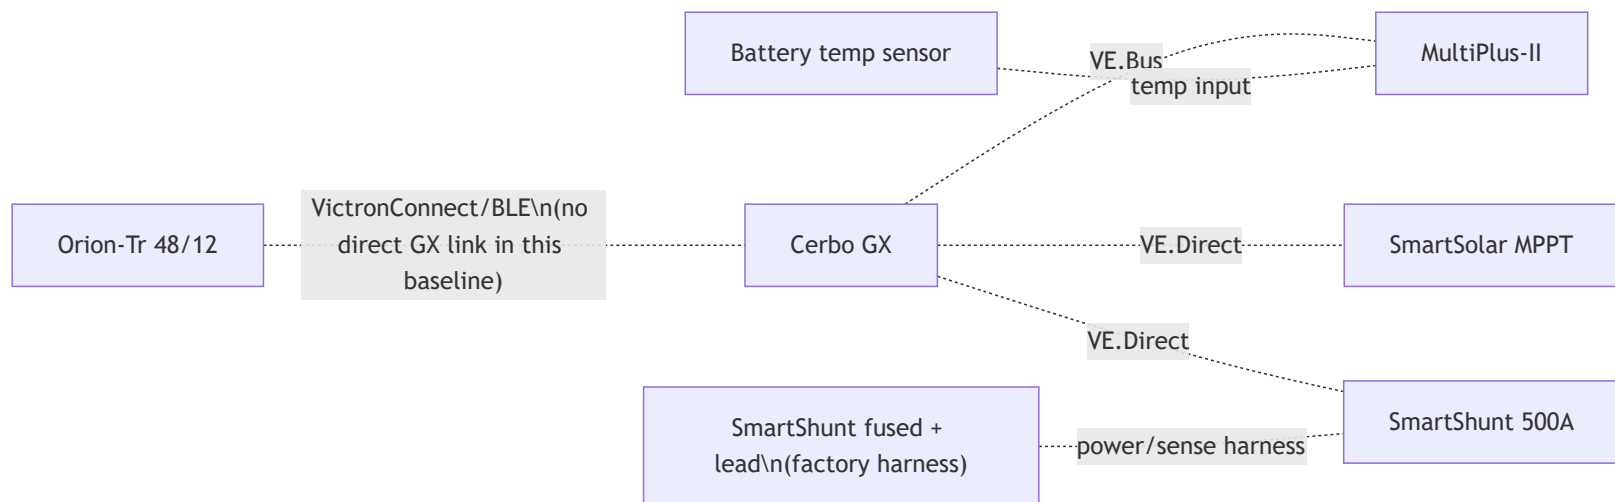 Battery temp sensor
VE.Bus
temp input
MultiPlus-II
Orion-Tr 48/12
VictronConnect/BLE\n(no
direct GX link in this
baseline)
Cerbo GX
VE.Direct
SmartSolar MPPT
VE.Direct
SmartShunt fused +
lead\n(factory harness)
power/sense harness
SmartShunt 500A